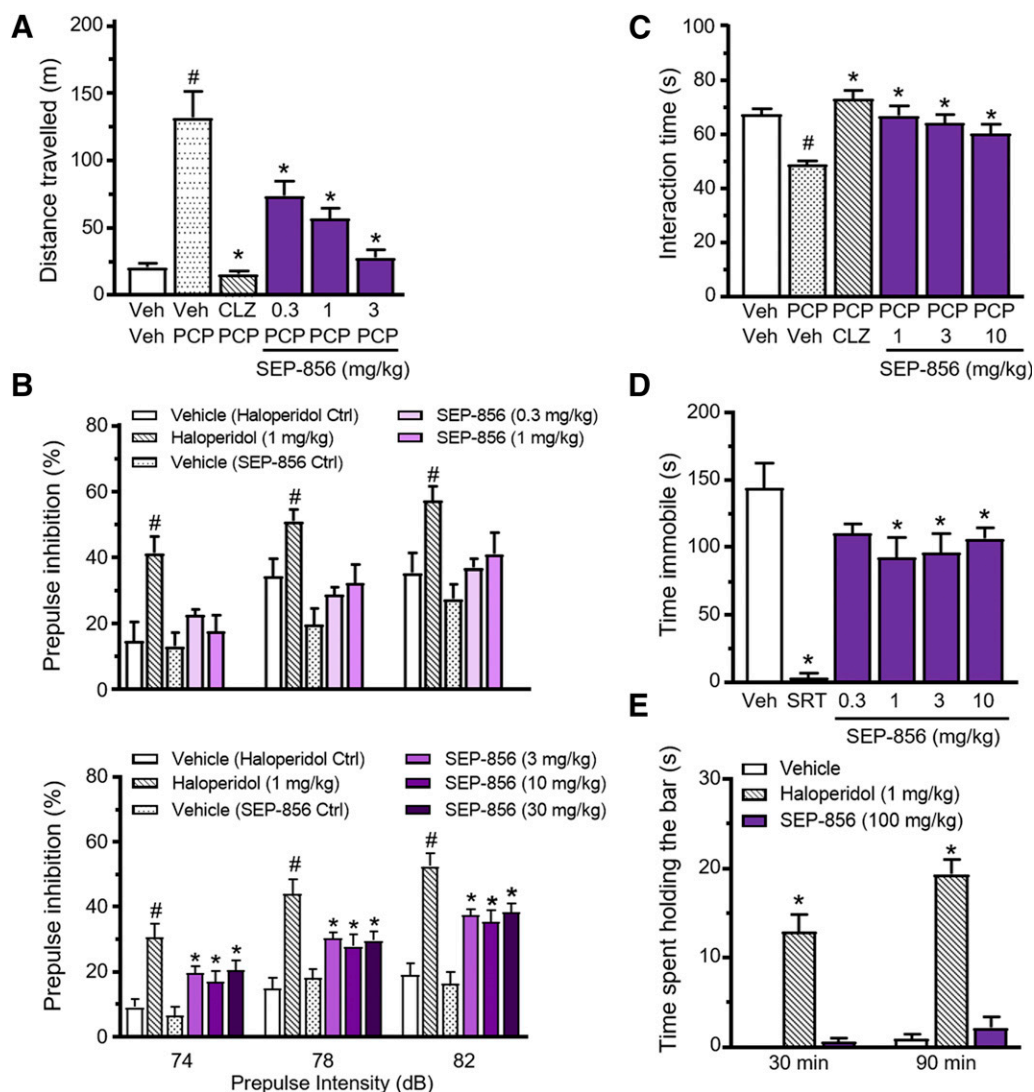 A
Distance travelled (m)
200
150
100
50
0
#
*
*
*
*
Veh Veh CLZ 0.3 1 3
Veh PCP PCP PCP PCP PCP
SEP-856 (mg/kg)
B
Prepulse inhibition (%)
Vehicle (Haloperidol Ctrl)
Haloperidol (1 mg/kg)
Vehicle (SEP-856 Ctrl)
SEP-856 (0.3 mg/kg)
SEP-856 (1 mg/kg)
80
60
40
20
0
#
#
#
Prepulse inhibition (%)
Vehicle (Haloperidol Ctrl)
Haloperidol (1 mg/kg)
Vehicle (SEP-856 Ctrl)
SEP-856 (3 mg/kg)
SEP-856 (10 mg/kg)
SEP-856 (30 mg/kg)
80
60
40
20
0
#
* * *
#
* * *
#
* * *
74 78 82
Prepulse Intensity (dB)
C
Interaction time (s)
100
80
60
40
20
0
#
*
*
*
*
Veh PCP PCP PCP PCP PCP
Veh Veh CLZ 1 3 10
SEP-856 (mg/kg)
D
Time immobile (s)
200
150
100
50
0
*
*
*
*
Veh SRT 0.3 1 3 10
SEP-856 (mg/kg)
E
Time spent holding the bar (s)
Vehicle
Haloperidol (1 mg/kg)
SEP-856 (100 mg/kg)
30
20
10
0
*
*
30 min 90 min